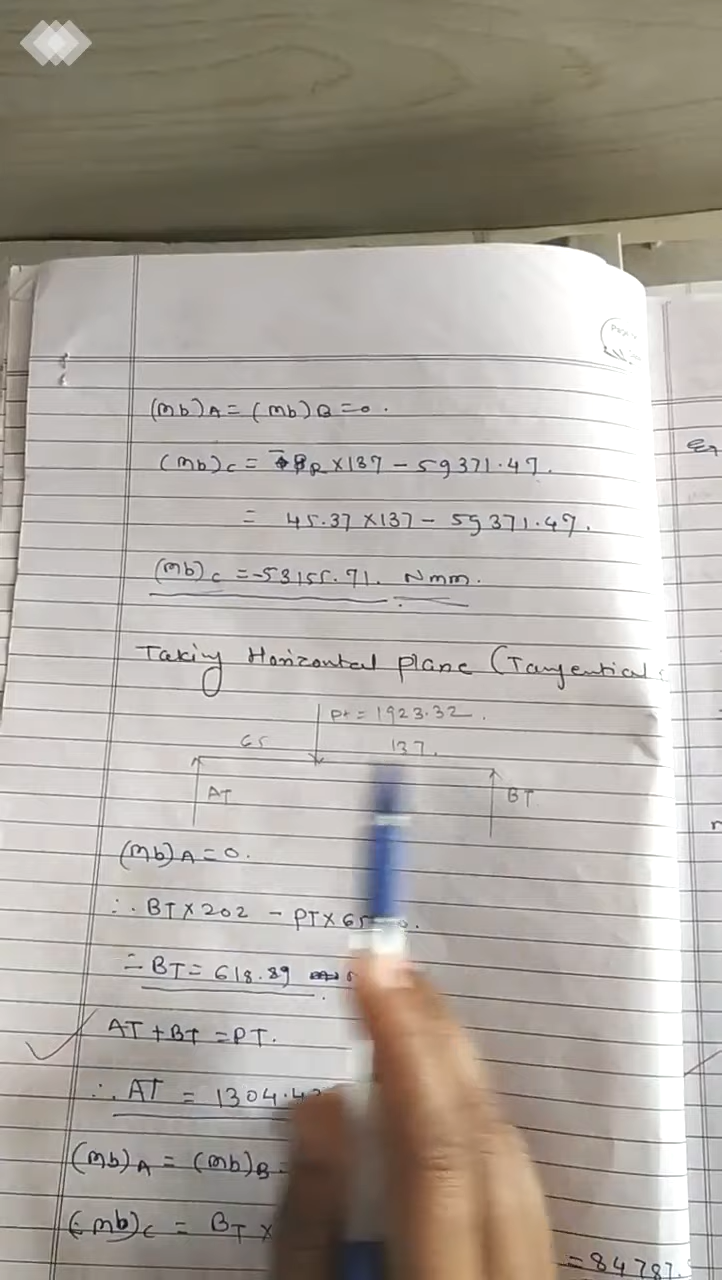 (mb)A = (mb)B = 0.
(mb)c = × 137 - 59371.47.
= 45.37 × 137 - 59371.47.
(mb)c = -53155.71. Nmm.
Taking Horizontal plane (Tangential
Pt = 1923.32.
65 137.
AT BT
(mb)A = 0.
∴ BT × 202 - PT × 65 0.
= BT = 618.89
AT + BT = PT.
∴ AT = 1304.43
(mb)A = (mb)B =
(mb)c = BT ×
= 84787.